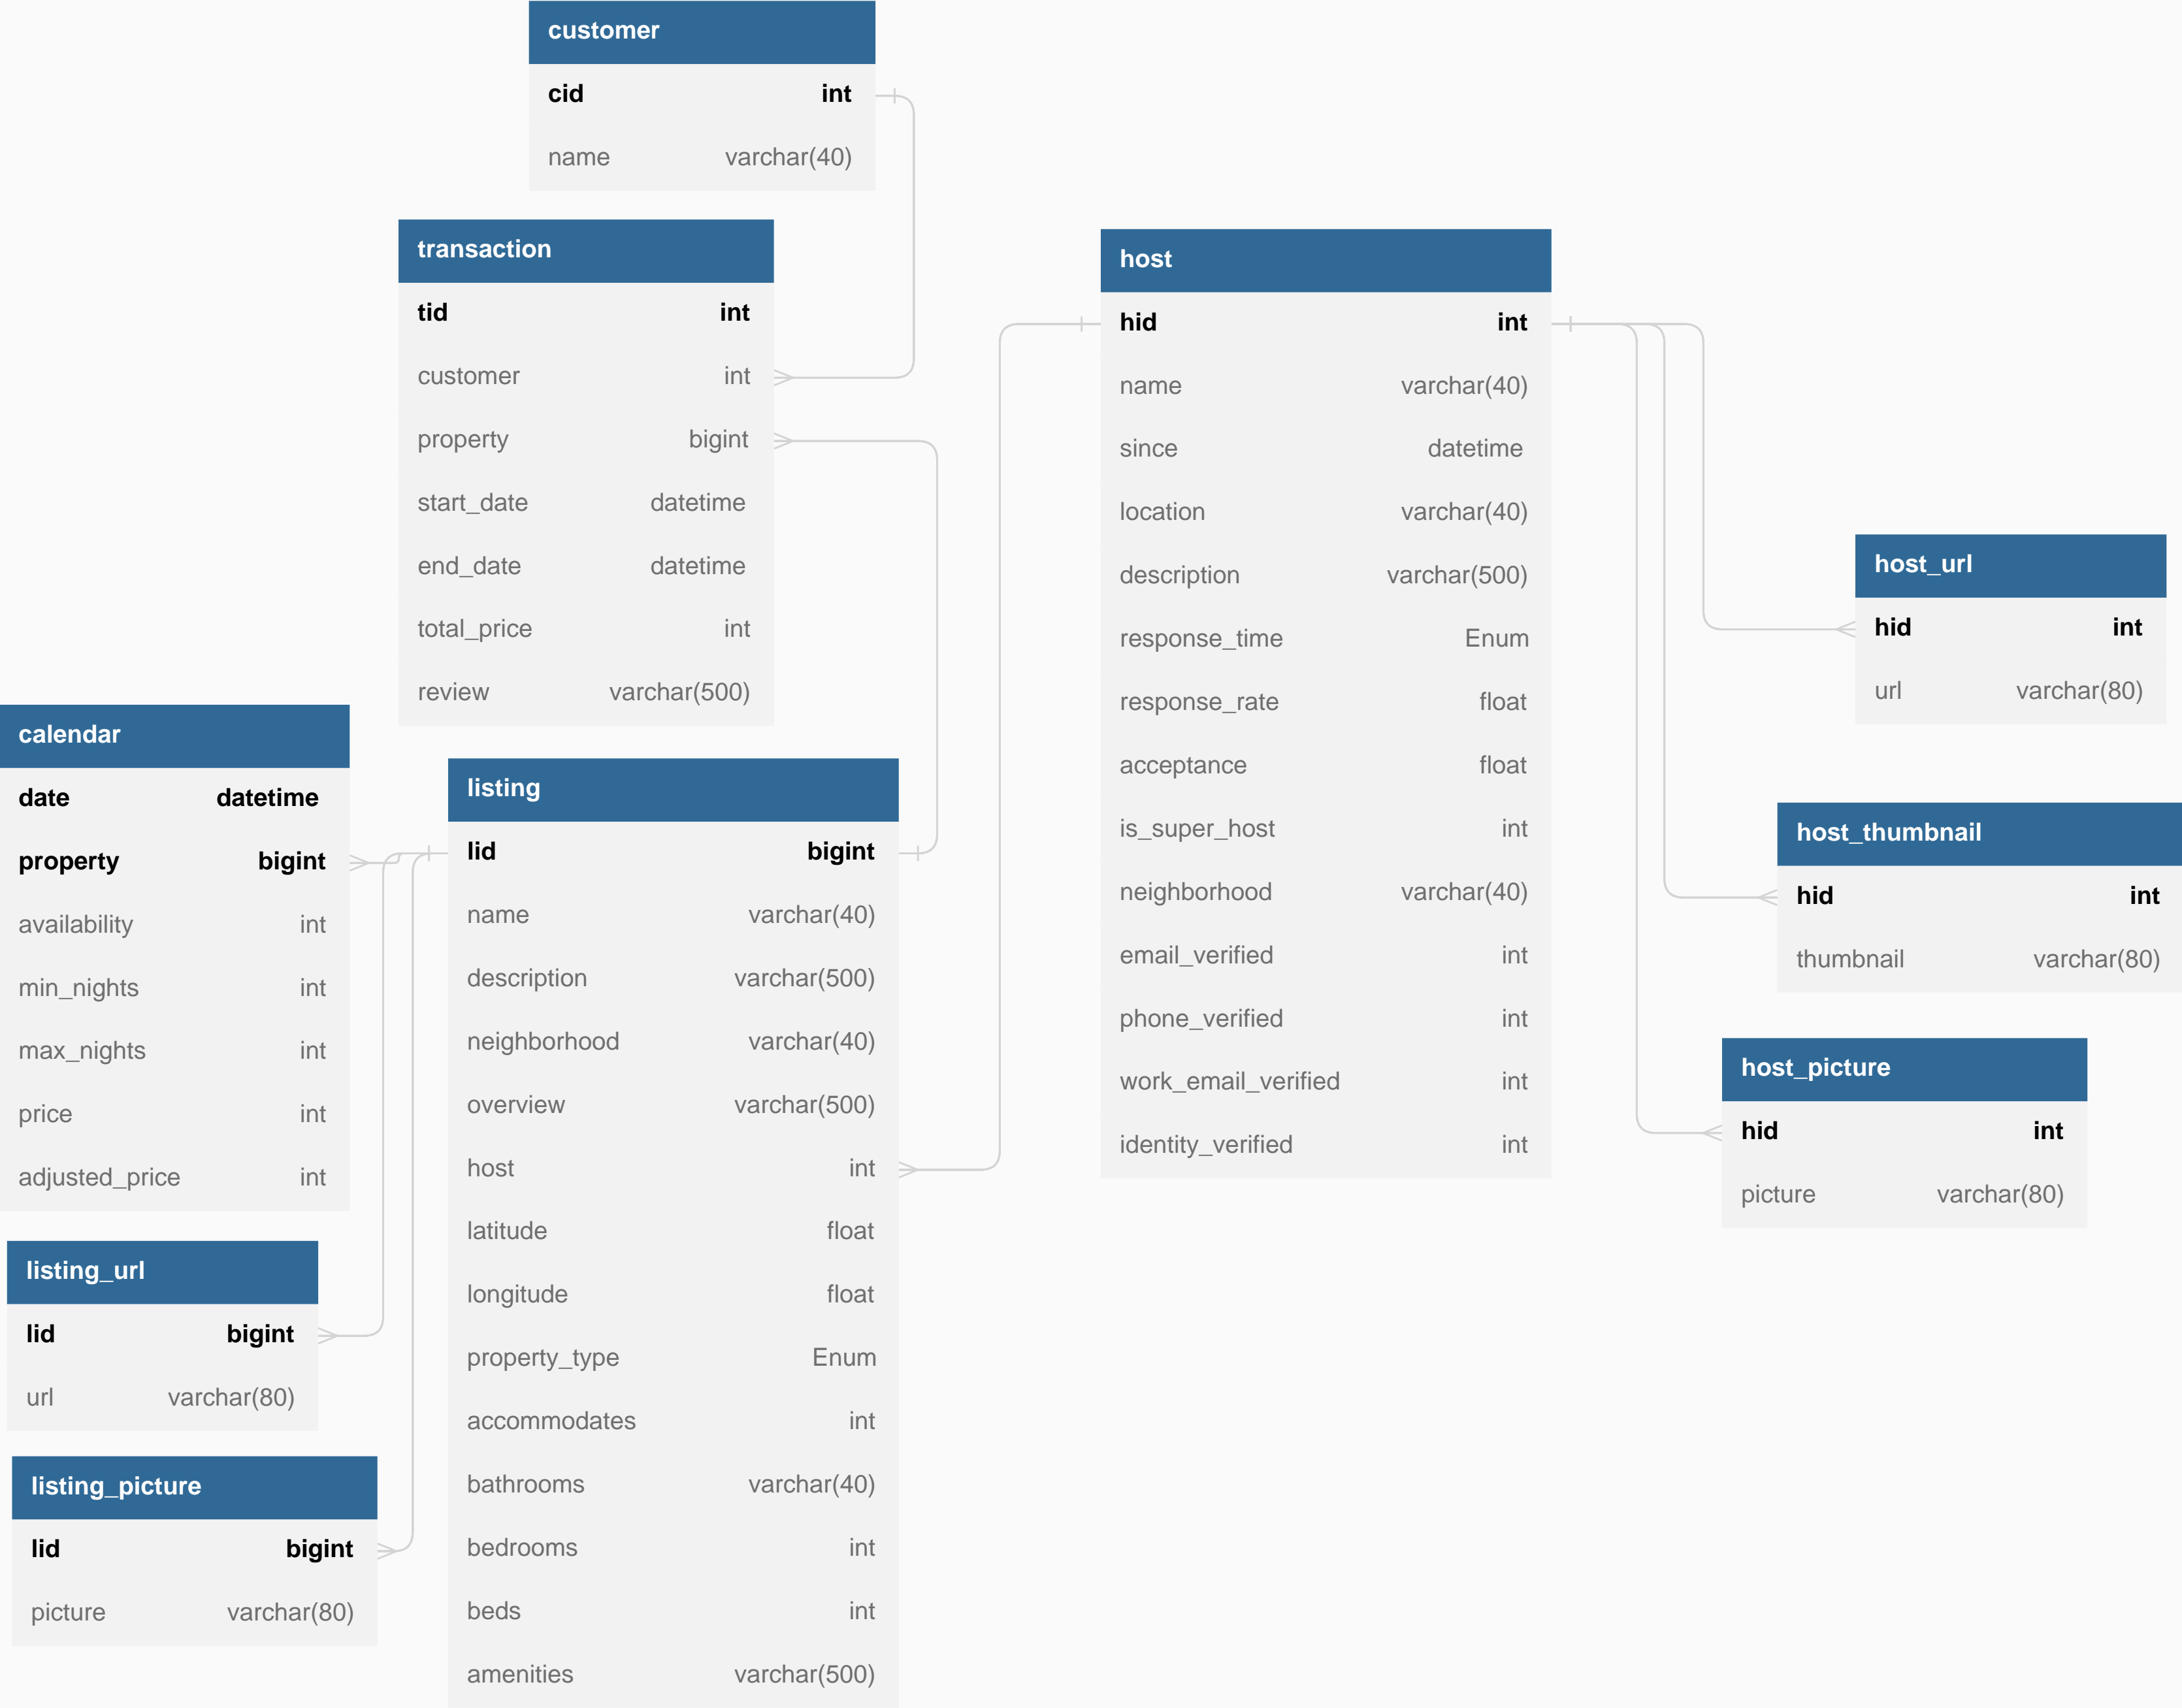 customer
cid int
name varchar(40)
transaction
tid int
customer int
property bigint
start_date datetime
end_date datetime
total_price int
review varchar(500)
host
hid int
name varchar(40)
since datetime
location varchar(40)
description varchar(500)
response_time Enum
response_rate float
acceptance float
is_super_host int
neighborhood varchar(40)
email_verified int
phone_verified int
work_email_verified int
identity_verified int
host_url
hid int
url varchar(80)
host_thumbnail
hid int
thumbnail varchar(80)
host_picture
hid int
picture varchar(80)
calendar
date datetime
property bigint
availability int
min_nights int
max_nights int
price int
adjusted_price int
listing
lid bigint
name varchar(40)
description varchar(500)
neighborhood varchar(40)
overview varchar(500)
host int
latitude float
longitude float
property_type Enum
accommodates int
bathrooms varchar(40)
bedrooms int
beds int
amenities varchar(500)
listing_url
lid bigint
url varchar(80)
listing_picture
lid bigint
picture varchar(80)